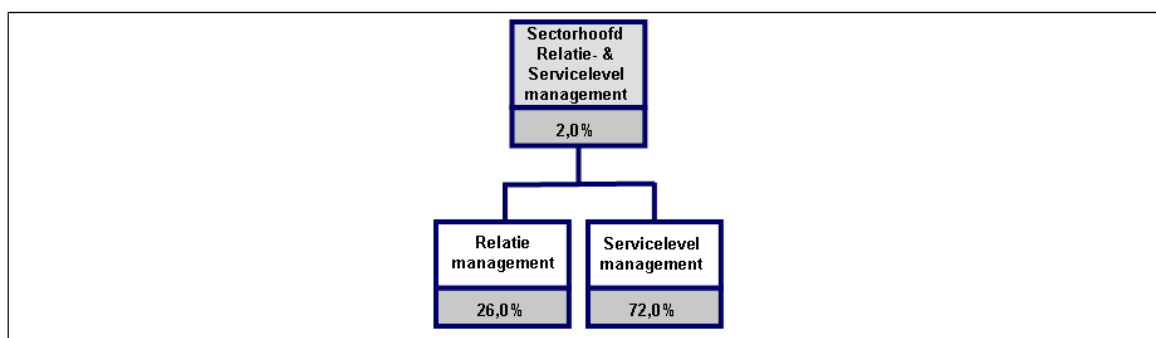 Sectorhoofd
Relatie- &
Servicelevel
management
2,0%
Relatie
management
26,0%
Servicelevel
management
72,0%